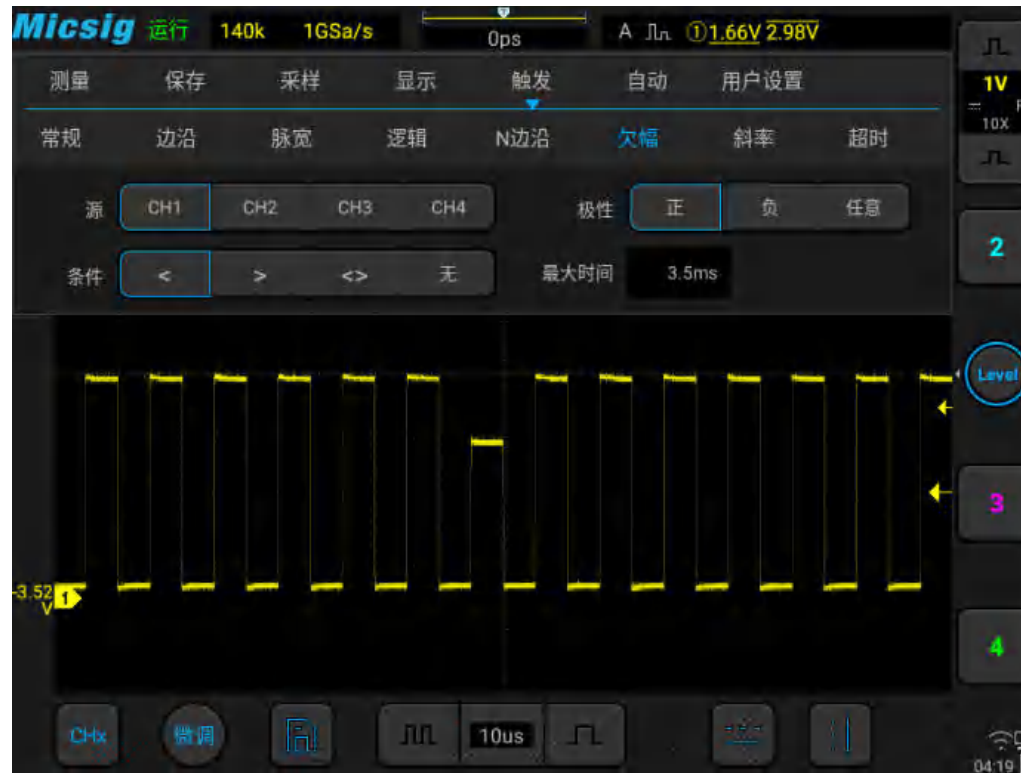 Micsig 运行 140k 1GSa/s 0ps A ①1.66V 2.98V
测量 保存 采样 显示 触发 自动 用户设置
1V
10X
常规 边沿 脉宽 逻辑 N边沿 欠幅 斜率 超时
源 CH1 CH2 CH3 CH4 极性 正 负 任意
2
条件 < > <> 无 最大时间 3.5ms
Level
3
-3.52
V
1
4
CHx 微调 10us
04:19